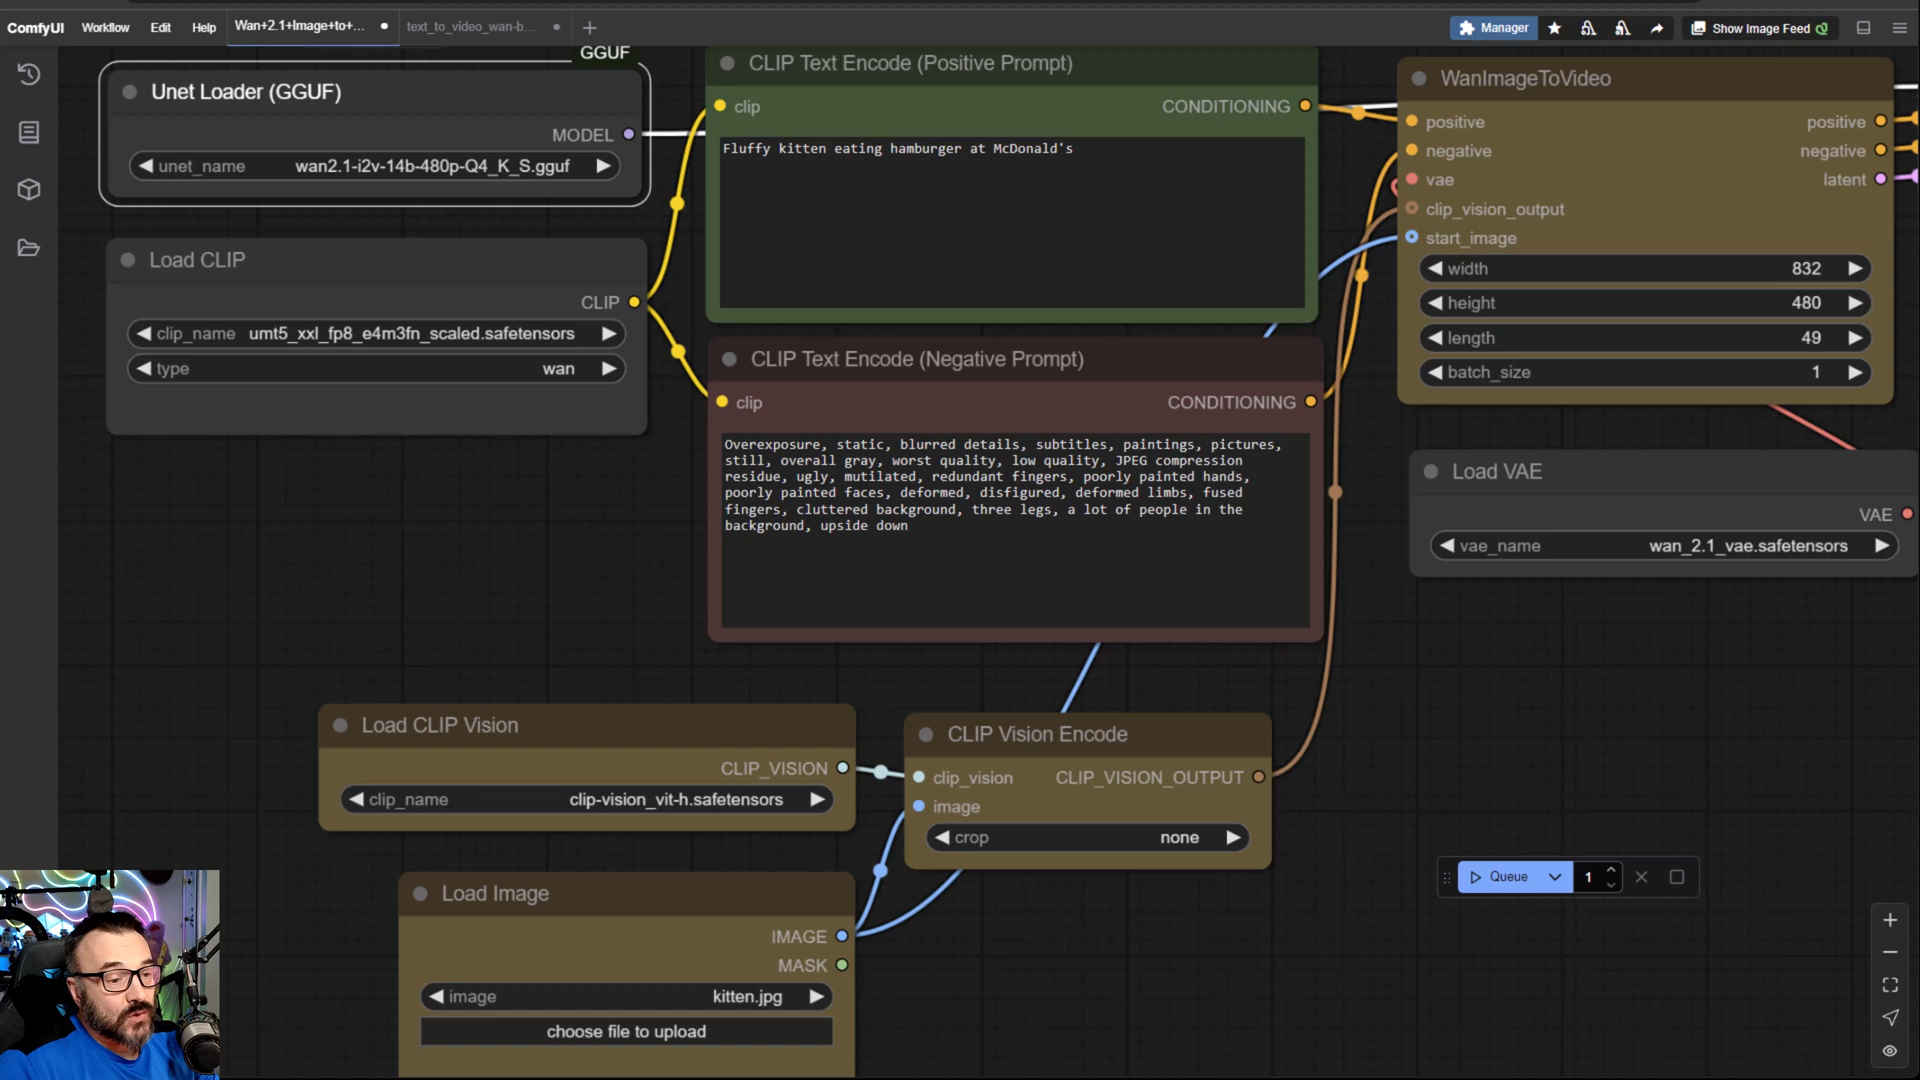 ComfyUI Workflow Edit Help Wan+2.1+Image+to+... text_to_video_wan-b... Manager Show Image Feed
GGUF
Unet Loader (GGUF)
MODEL
unet_name wan2.1-i2v-14b-480p-Q4_K_S.gguf
Load CLIP
CLIP
clip_name umt5_xxl_fp8_e4m3fn_scaled.safetensors
type wan
CLIP Text Encode (Positive Prompt)
clip CONDITIONING
Fluffy kitten eating hamburger at McDonald's
CLIP Text Encode (Negative Prompt)
clip CONDITIONING
Overexposure, static, blurred details, subtitles, paintings, pictures,
still, overall gray, worst quality, low quality, JPEG compression
residue, ugly, mutilated, redundant fingers, poorly painted hands,
poorly painted faces, deformed, disfigured, deformed limbs, fused
fingers, cluttered background, three legs, a lot of people in the
background, upside down
WanImageToVideo
positive positive
negative negative
vae latent
clip_vision_output
start_image
width 832
height 480
length 49
batch_size 1
Load VAE
VAE
vae_name wan_2.1_vae.safetensors
Load CLIP Vision
CLIP_VISION
clip_name clip-vision_vit-h.safetensors
CLIP Vision Encode
clip_vision CLIP_VISION_OUTPUT
image
crop none
Load Image
IMAGE
MASK
image kitten.jpg
choose file to upload
Queue 1